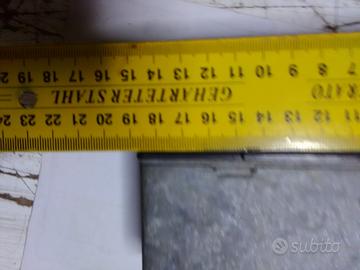 11 12 13 14 15 16 17 18 19 20 21 22 23
RATO GEHARTETER STAHL
7 8 9 10 11 12 13 14 15 16 17 18 19
subito